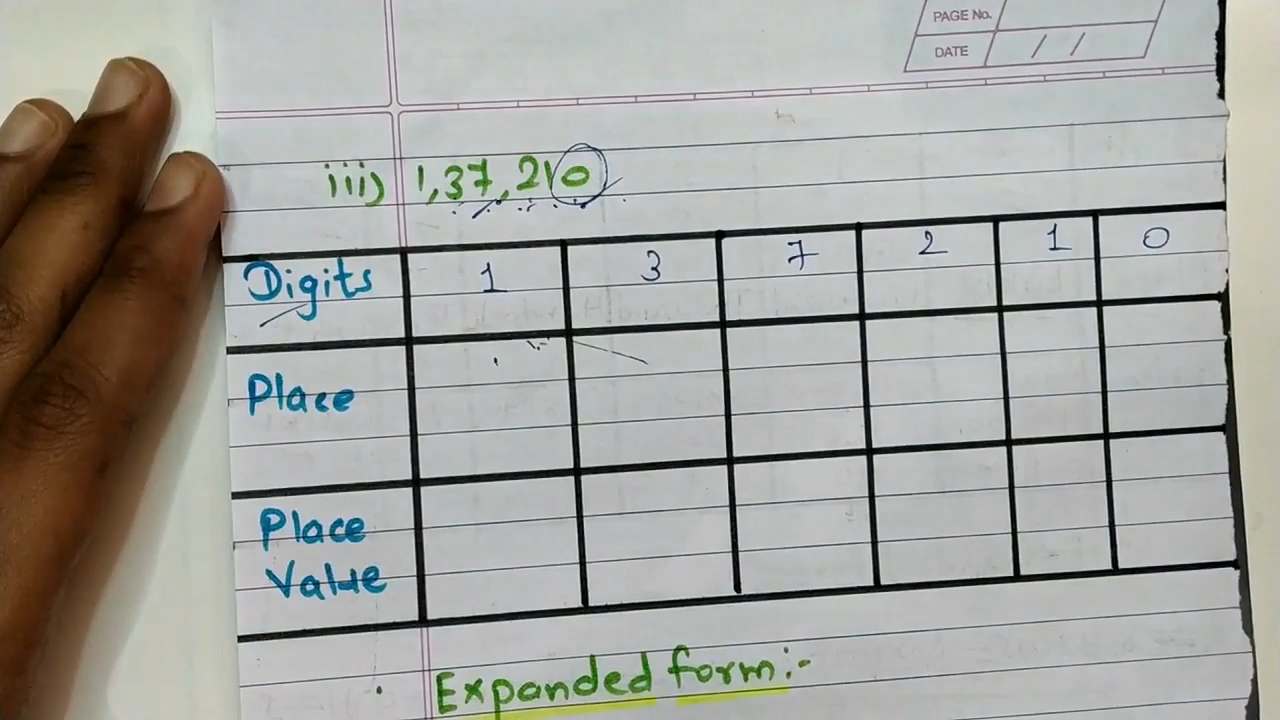 PAGE No.
DATE / /
iii) 1,37,210
Digits 1 3 7 2 1 0
Place
Place
Value
Expanded form:-